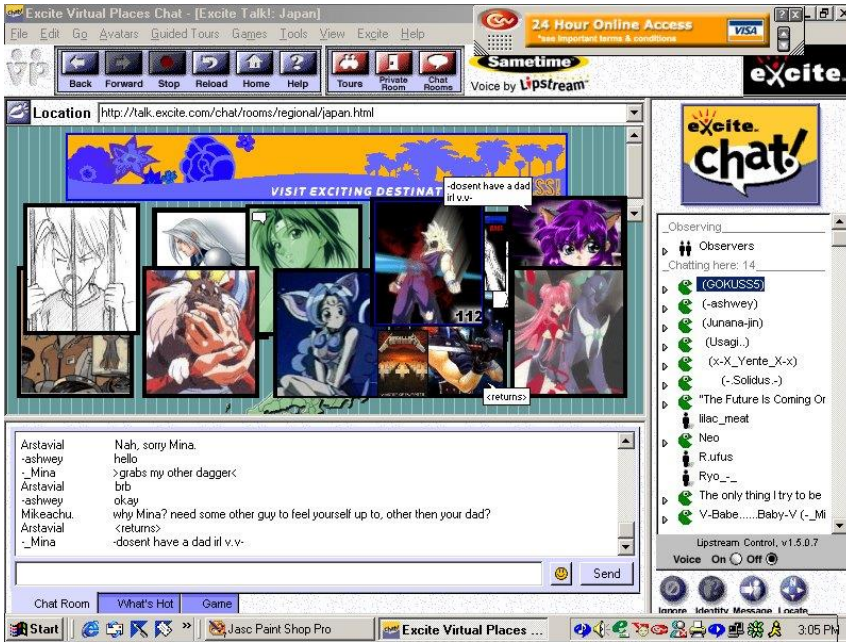 Excite Virtual Places Chat - [Excite Talk!: Japan]
24 Hour Online Access
*see important terms & conditions
VISA
File Edit Go Avatars Guided Tours Games Tools View Excite Help
VP
Back Forward Stop Reload Home Help Tours Private Room Chat Rooms
Sametime
Voice by Lipstream
excite.
Location http://talk.excite.com/chat/rooms/regional/japan.html
excite.
chat!
VISIT EXCITING DESTINAT
SS!
-dosent have a dad
irl v.v-
112
METALLICA
<returns>
_Observing
Observers
_Chatting here: 14
(GOKUSS5)
(-ashwey)
(Junana-jin)
(Usagi..)
(x-X_Yente_X-x)
(-.Solidus.-)
"The Future Is Coming Or
lilac_meat
Neo
R.ufus
Ryo_-_
The only thing I try to be
V-Babe......Baby-V (-_Mi
Arstavial Nah, sorry Mina.
-ashwey hello
-_Mina >grabs my other dagger<
Arstavial brb
-ashwey okay
Mikeachu. why Mina? need some other guy to feel yourself up to, other then your dad?
Arstavial <returns>
-_Mina -dosent have a dad irl v.v-
Send
Lipstream Control, v1.5.0.7
Voice On Off
Ignore Identity Message Locate
Chat Room What's Hot Game
Start » Jasc Paint Shop Pro Excite Virtual Places ... 3:05 PM